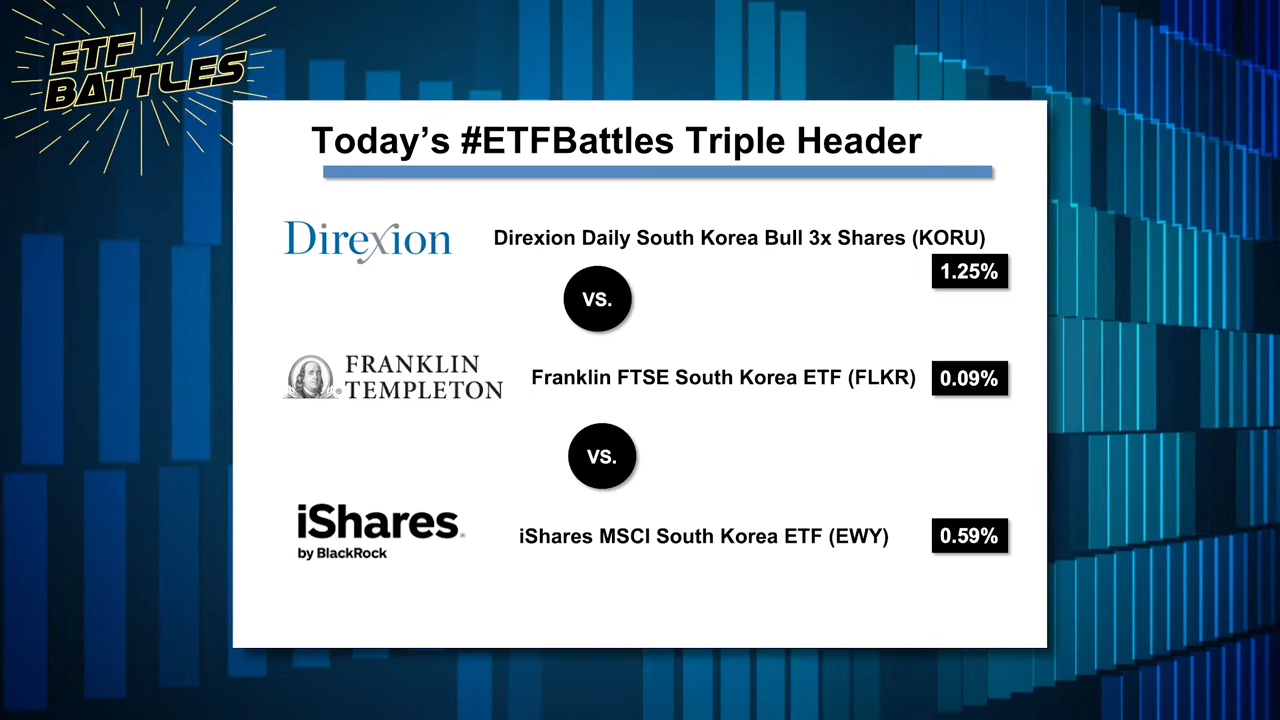 ETF
BATTLES
Today's #ETFBattles Triple Header
Direxion
Direxion Daily South Korea Bull 3x Shares (KORU)
1.25%
VS.
FRANKLIN
TEMPLETON
Franklin FTSE South Korea ETF (FLKR)
0.09%
VS.
iShares®
by BlackRock
iShares MSCI South Korea ETF (EWY)
0.59%